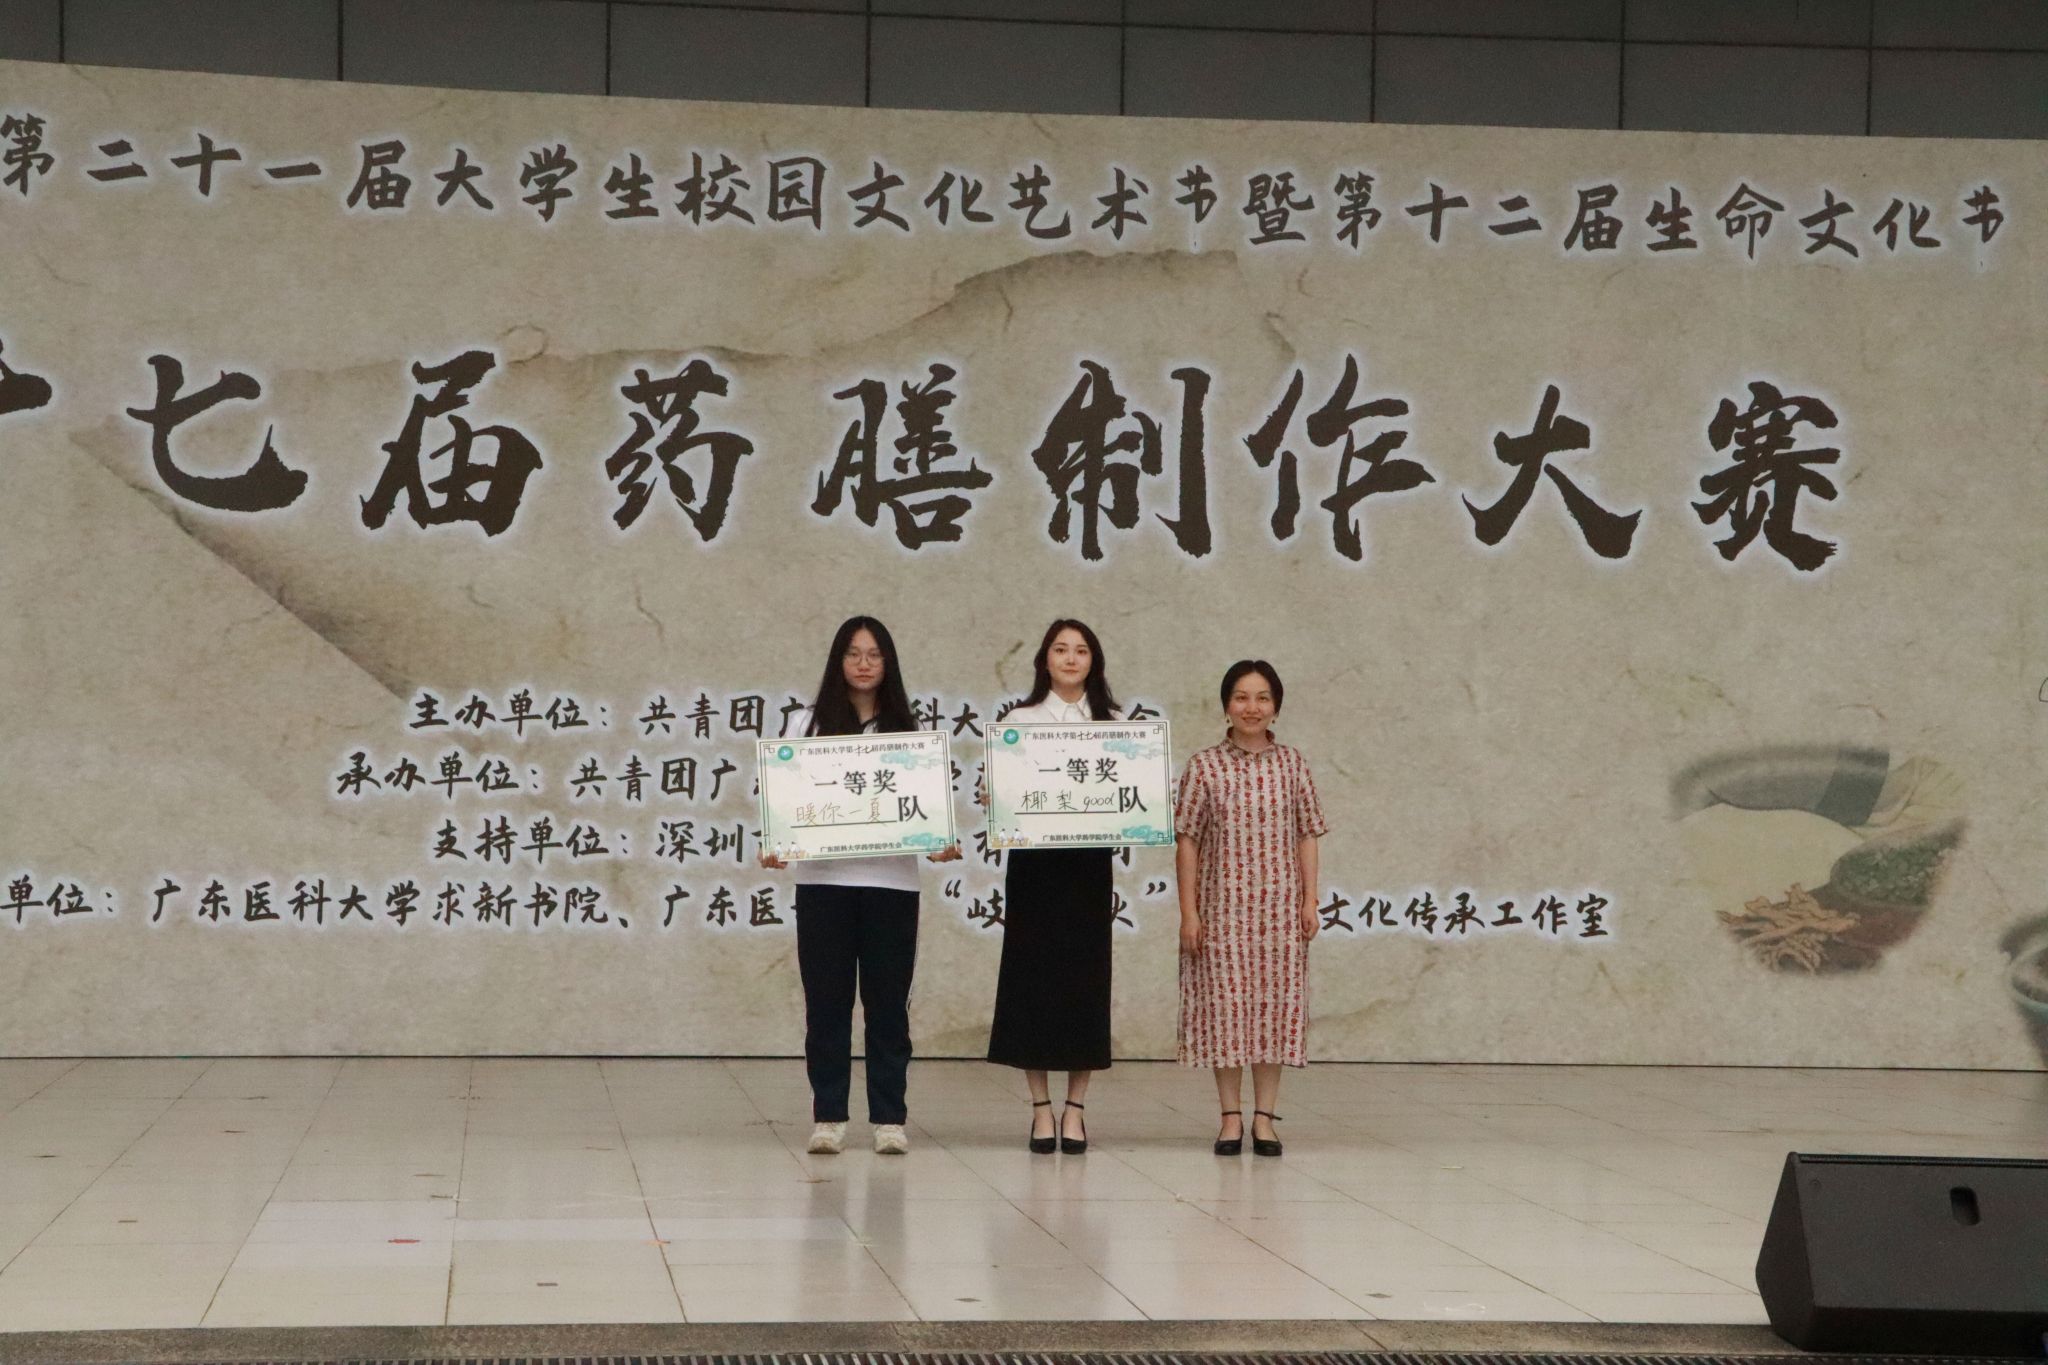 第二十一届大学生校园文化艺术节暨第十二届生命文化节
七届药膳制作大赛
主办单位：共青团广 科大学
承办单位：共青团广
支持单位：深圳
单位：广东医科大学求新书院、广东医 “岐 文化传承工作室
广东医科大学第十七届药膳制作大赛
一等奖
暖你一夏队
广东医科大学药学院学生会
广东医科大学第十七届药膳制作大赛
一等奖
椰梨good队
广东医科大学药学院学生会